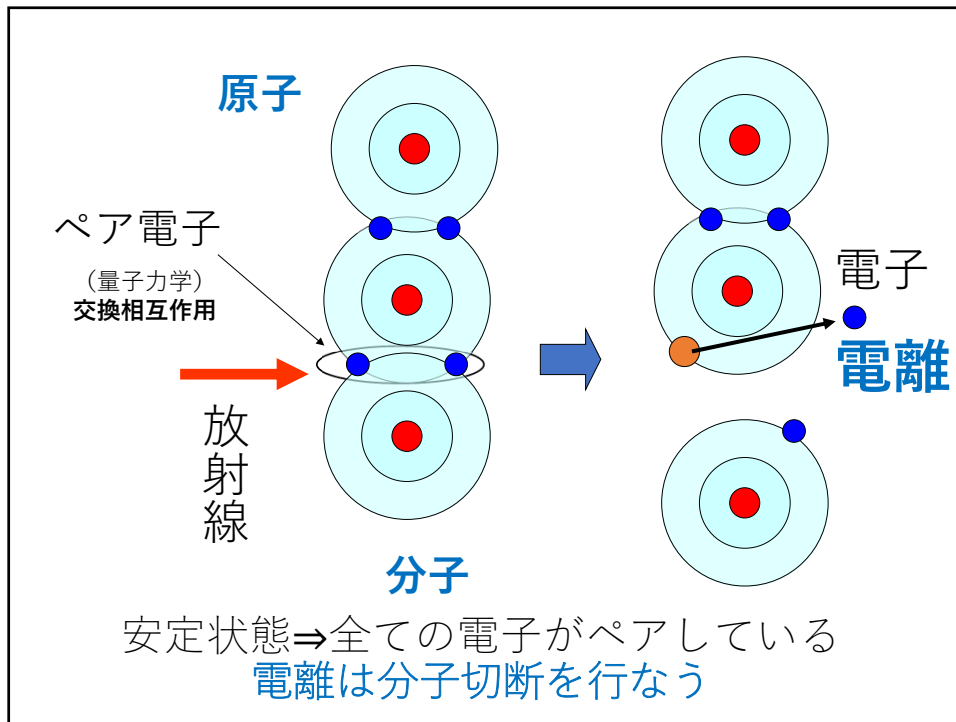 原子
ペア電子
（量子力学）
交換相互作用
放射線
分子
電子
電離
安定状態⇒全ての電子がペアしている
電離は分子切断を行なう